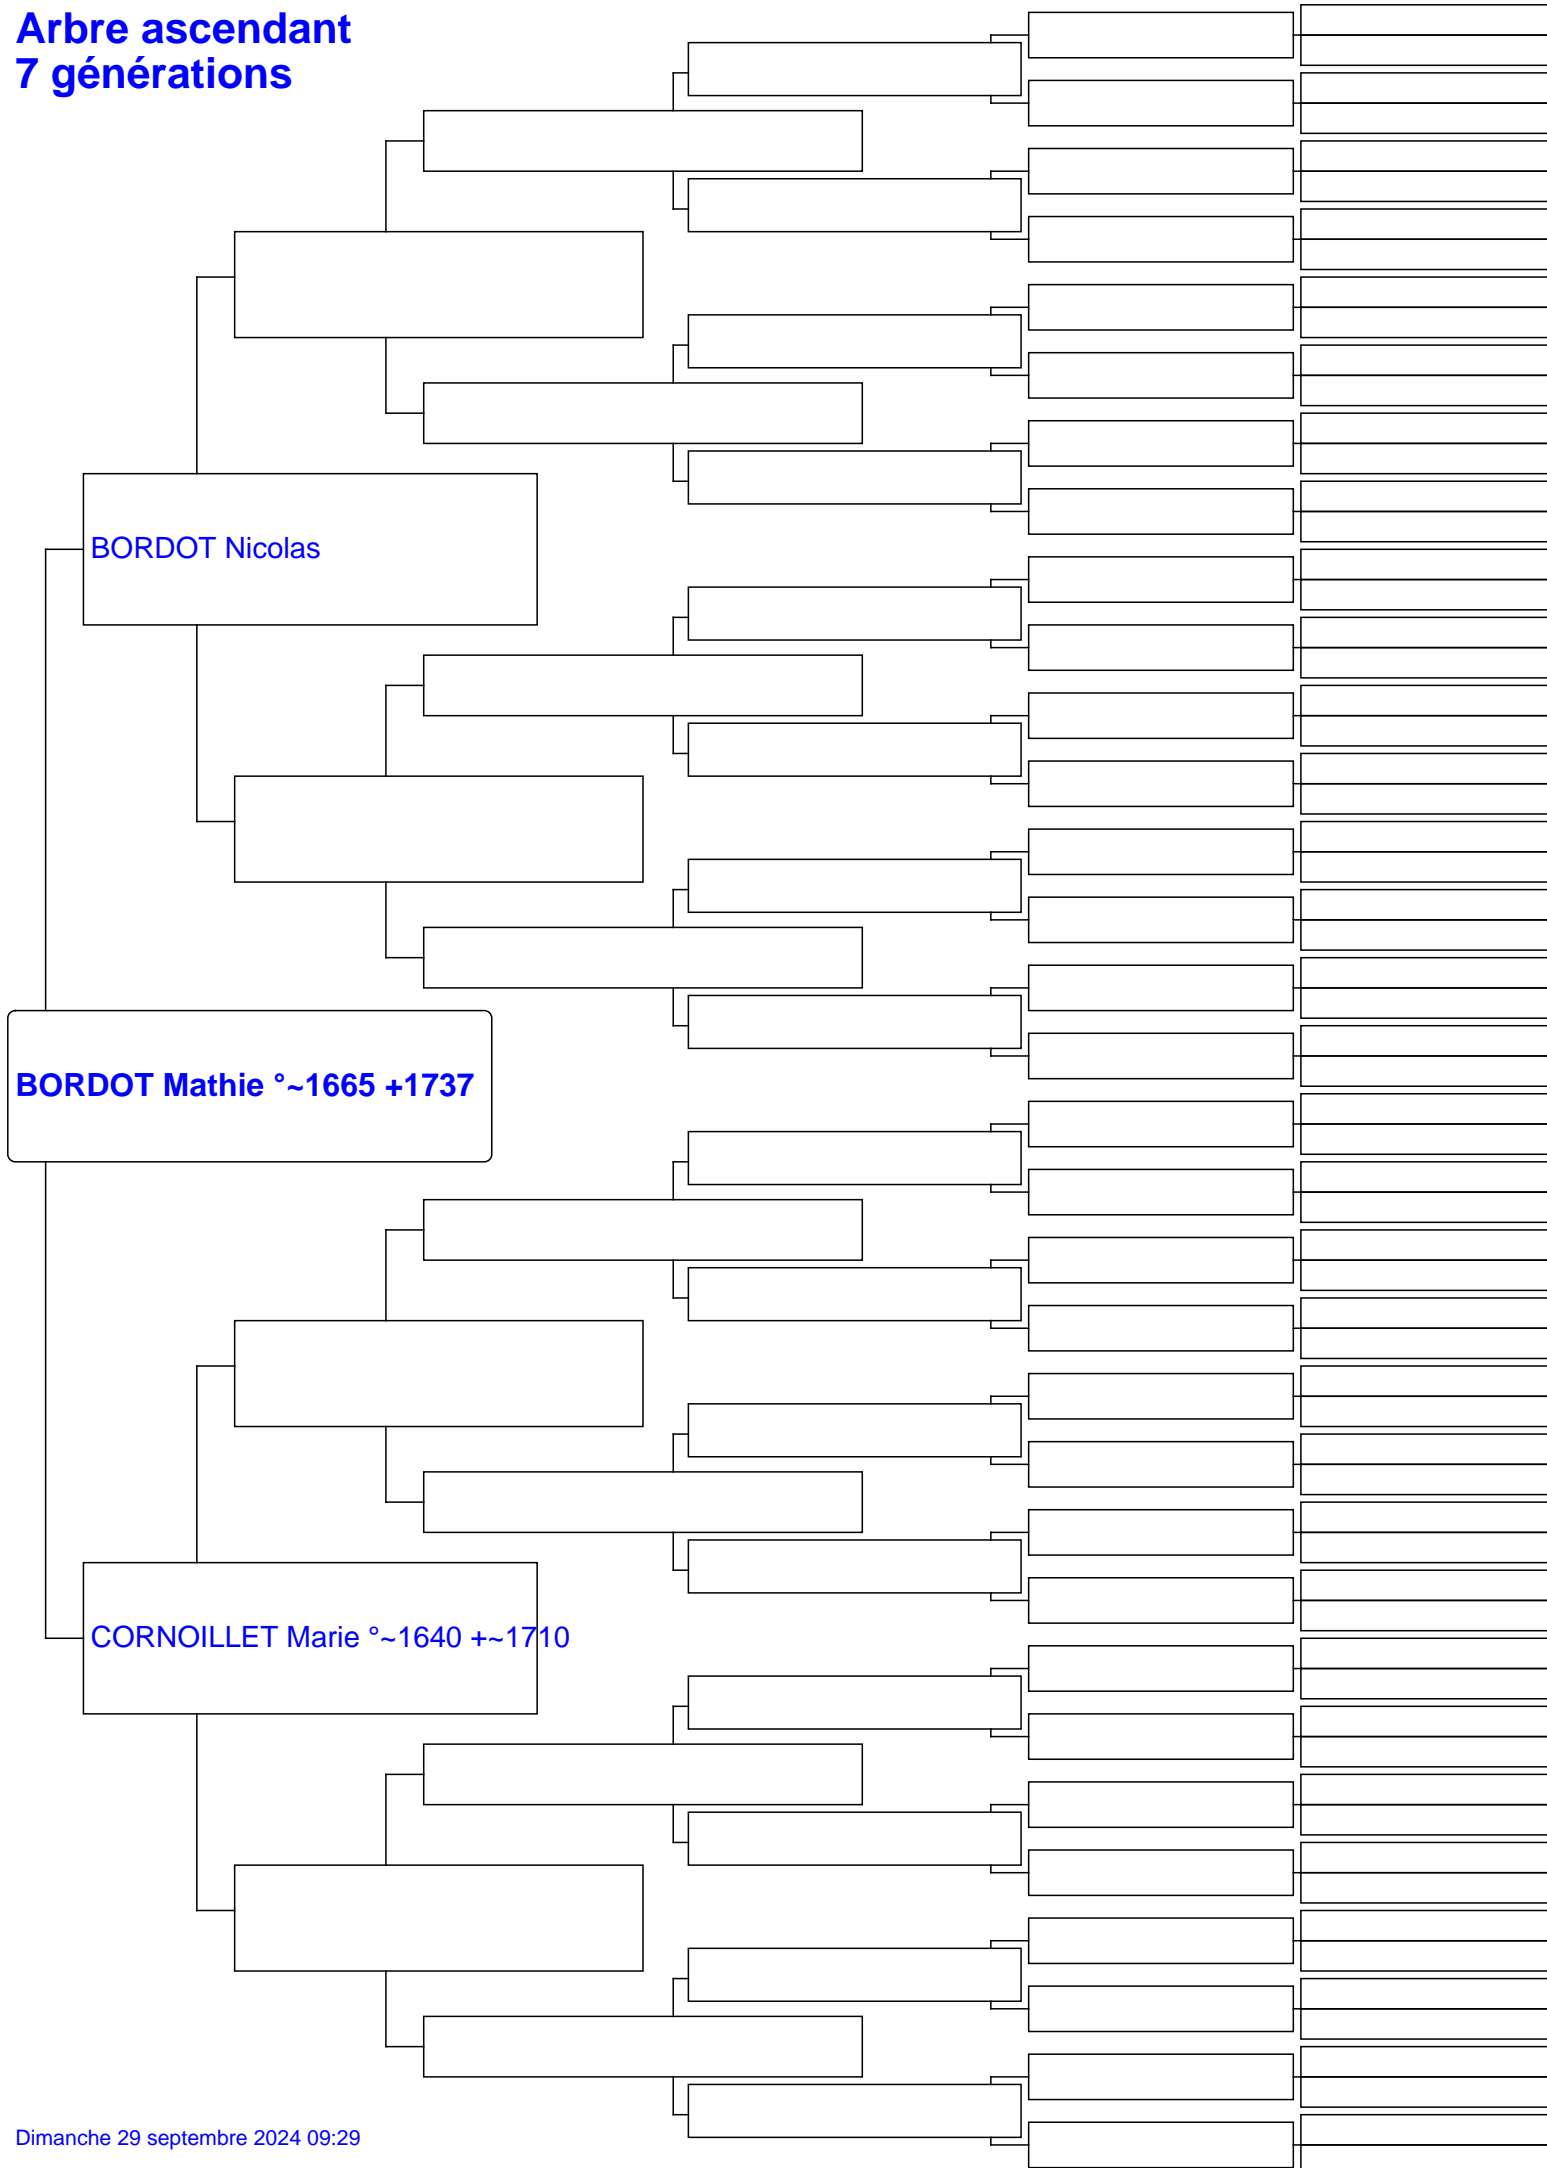 Arbre ascendant
7 générations
BORDOT Nicolas
BORDOT Mathie °~1665 +1737
CORNOILLET Marie °~1640 +~1710
Dimanche 29 septembre 2024 09:29